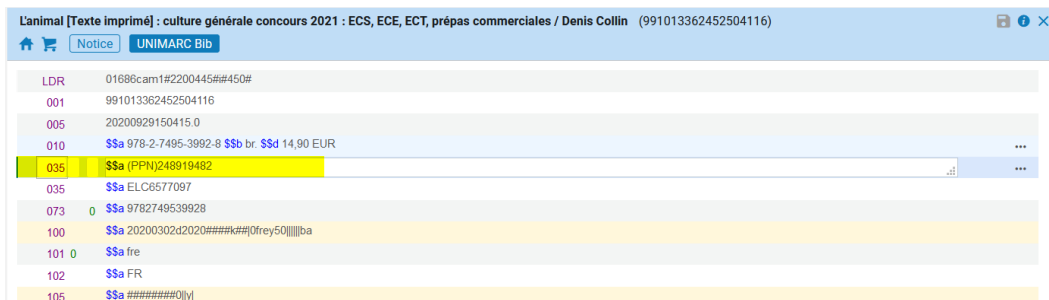 L'animal [Texte imprimé] : culture générale concours 2021 : ECS, ECE, ECT, prépas commerciales / Denis Collin (991013362452504116)
Notice UNIMARC Bib
LDR 01686cam1#2200445#i#450#
001 991013362452504116
005 20200929150415.0
010 $$a 978-2-7495-3992-8 $$b br. $$d 14,90 EUR
035 $$a (PPN)248919482
035 $$a ELC6577097
073 0 $$a 9782749539928
100 $$a 20200302d2020####k##|0frey50||||||ba
101 0 $$a fre
102 $$a FR
105 $$a ########0||y|